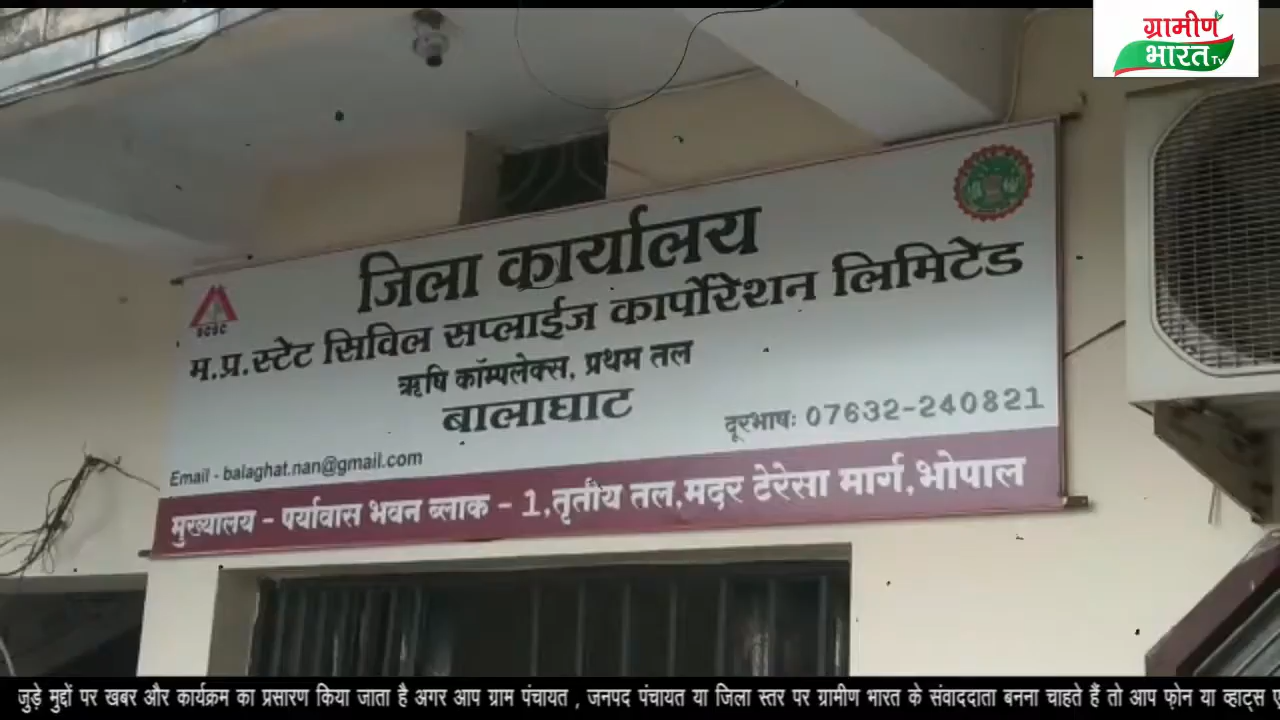 ग्रामीण
भारत Tv
जिला कार्यालय
SCSC
म.प्र.स्टेट सिविल सप्लाईज कार्पोरेशन लिमिटेड
ऋषि कॉम्पलेक्स, प्रथम तल
बालाघाट
दूरभाषः 07632-240821
Email - balaghat.nan@gmail.com
मुख्यालय - पर्यावास भवन ब्लाक - 1,तृतीय तल,मदर टेरेसा मार्ग,भोपाल
जुड़े मुद्दों पर खबर और कार्यक्रम का प्रसारण किया जाता है अगर आप ग्राम पंचायत , जनपद पंचायत या जिला स्तर पर ग्रामीण भारत के संवाददाता बनना चाहते हैं तो आप फ़ोन या व्हाट्स